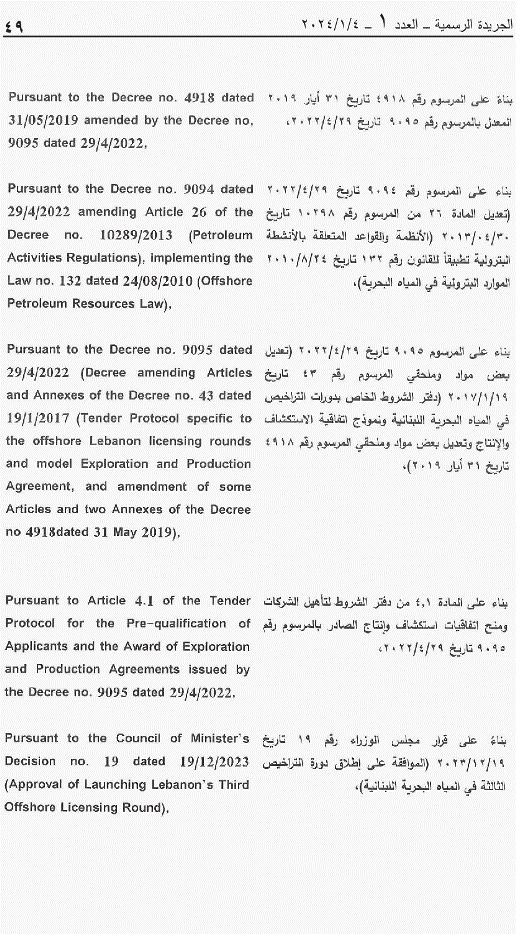 الجريدة الرسمية – العدد ١ – ٢٠٢٤/١/٤
٤٩
Pursuant to the Decree no. 4918 dated
31/05/2019 amended by the Decree no,
9095 dated 29/4/2022,
بناءً على المرسوم رقم ٤٩١٨ تاريخ ٣١ أيار ٢٠١٩
المعدل بالمرسوم رقم ٩٠٩٥ تاريخ ٢٠٢٢/٤/٢٩،
Pursuant to the Decree no. 9094 dated
29/4/2022 amending Article 26 of the
Decree no. 10289/2013 (Petroleum
Activities Regulations), implementing the
Law no. 132 dated 24/08/2010 (Offshore
Petroleum Resources Law),
بناء على المرسوم رقم ٩٠٩٤ تاريخ ٢٠٢٢/٤/٢٩
(تعديل المادة ٢٦ من المرسوم رقم ١٠٢٩٨ تاريخ
٢٠١٣/٠٤/٣٠ (الأنظمة والقواعد المتعلقة بالأنشطة
البترولية تطبيقاً للقانون رقم ١٣٢ تاريخ ٢٠١٠/٨/٢٤
الموارد البترولية في المياه البحرية)،
Pursuant to the Decree no. 9095 dated
29/4/2022 (Decree amending Articles
and Annexes of the Decree no. 43 dated
19/1/2017 (Tender Protocol specific to
the offshore Lebanon licensing rounds
and model Exploration and Production
Agreement, and amendment of some
Articles and two Annexes of the Decree
no 4918dated 31 May 2019),
بناء على المرسوم ٩٠٩٥ تاريخ ٢٠٢٢/٤/٢٩ (تعديل
بعض مواد وملحقي المرسوم رقم ٤٣ تاريخ
٢٠١٧/١/١٩ (دفتر الشروط الخاص بدورات التراخيص
في المياه البحرية اللبنانية ونموذج اتفاقية الاستكشاف
والإنتاج وتعديل بعض مواد وملحقي المرسوم رقم ٤٩١٨
تاريخ ٣١ أيار ٢٠١٩)،
Pursuant to Article 4.1 of the Tender
Protocol for the Pre-qualification of
Applicants and the Award of Exploration
and Production Agreements issued by
the Decree no. 9095 dated 29/4/2022,
بناء على المادة ٤,١ من دفتر الشروط لتأهيل الشركات
ومنح اتفاقيات استكشاف وإنتاج الصادر بالمرسوم رقم
٩٠٩٥ تاريخ ٢٠٢٢/٤/٢٩،
Pursuant to the Council of Minister's
Decision no. 19 dated 19/12/2023
(Approval of Launching Lebanon's Third
Offshore Licensing Round),
بناءً على قرار مجلس الوزراء رقم ١٩ تاريخ
٢٠٢٣/١٢/١٩ (الموافقة على إطلاق دورة التراخيص
الثالثة في المياه البحرية اللبنانية)،